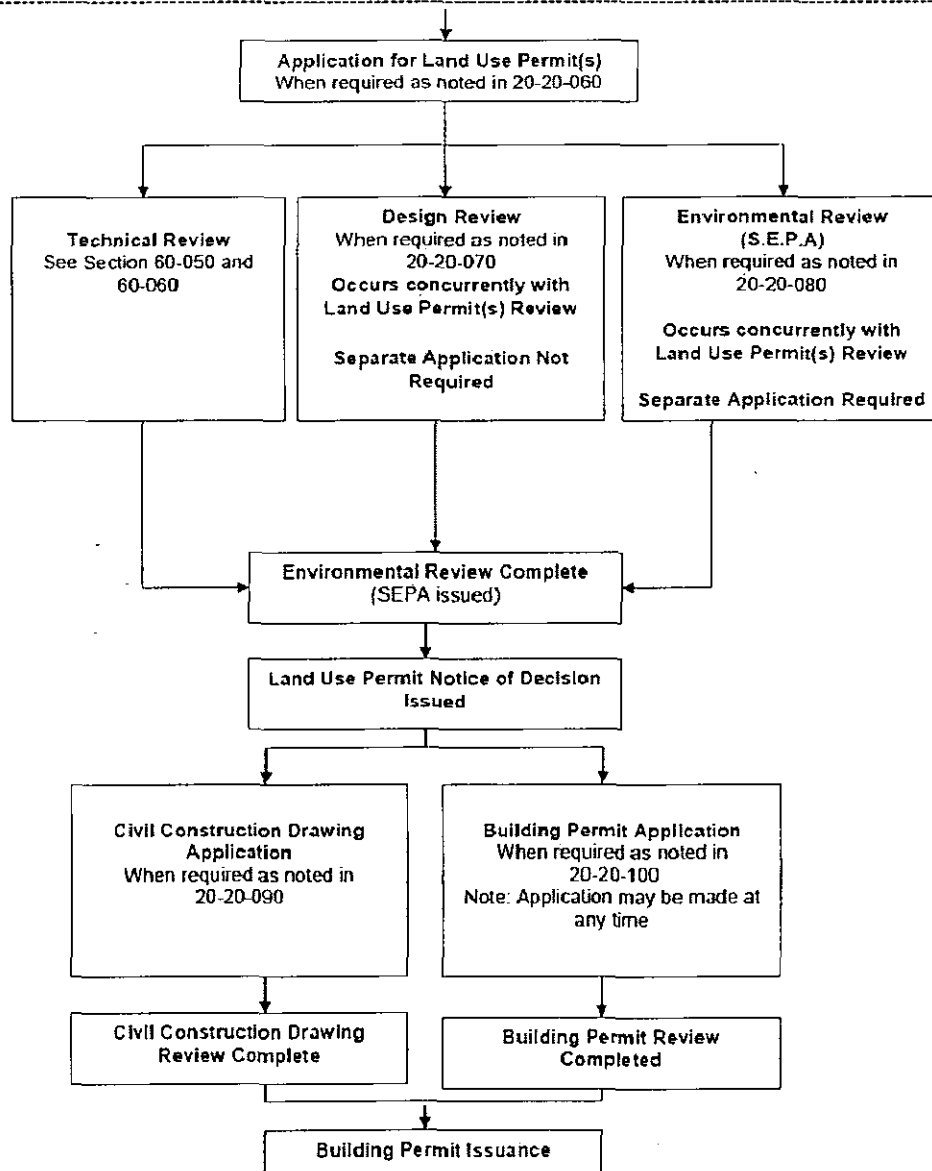 Application for Land Use Permit(s)
When required as noted in 20-20-060
Technical Review
See Section 60-050 and
60-060
Design Review
When required as noted in
20-20-070
Occurs concurrently with
Land Use Permit(s) Review
Separate Application Not
Required
Environmental Review
(S.E.P.A)
When required as noted in
20-20-080
Occurs concurrently with
Land Use Permit(s) Review
Separate Application Required
Environmental Review Complete
(SEPA issued)
Land Use Permit Notice of Decision
Issued
Civil Construction Drawing
Application
When required as noted in
20-20-090
Building Permit Application
When required as noted in
20-20-100
Note: Application may be made at
any time
Civil Construction Drawing
Review Complete
Building Permit Review
Completed
Building Permit Issuance